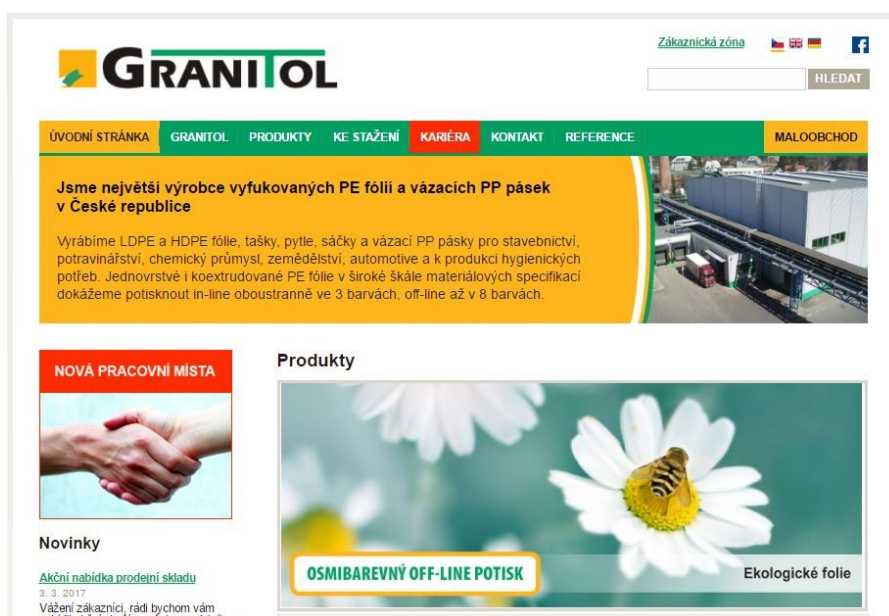 GRANITOL
Zákaznická zóna
HLEDAT
ÚVODNÍ STRÁNKA GRANITOL PRODUKTY KE STAŽENÍ KARIÉRA KONTAKT REFERENCE MALOOBCHOD
Jsme největší výrobce vyfukovaných PE fólií a vázacích PP pásek
v České republice
Vyrábíme LDPE a HDPE fólie, tašky, pytle, sáčky a vázací PP pásky pro stavebnictví,
potravinářství, chemický průmysl, zemědělství, automotive a k produkci hygienických
potřeb. Jednovrstvé i koextrudované PE fólie v široké škále materiálových specifikací
dokážeme potisknout in-line oboustranně ve 3 barvách, off-line až v 8 barvách.
NOVÁ PRACOVNÍ MÍSTA
Produkty
OSMIBAREVNÝ OFF-LINE POTISK
Ekologické folie
Novinky
Akční nabídka prodejní skladu
3. 3. 2017
Vážení zákazníci, rádi bychom vám